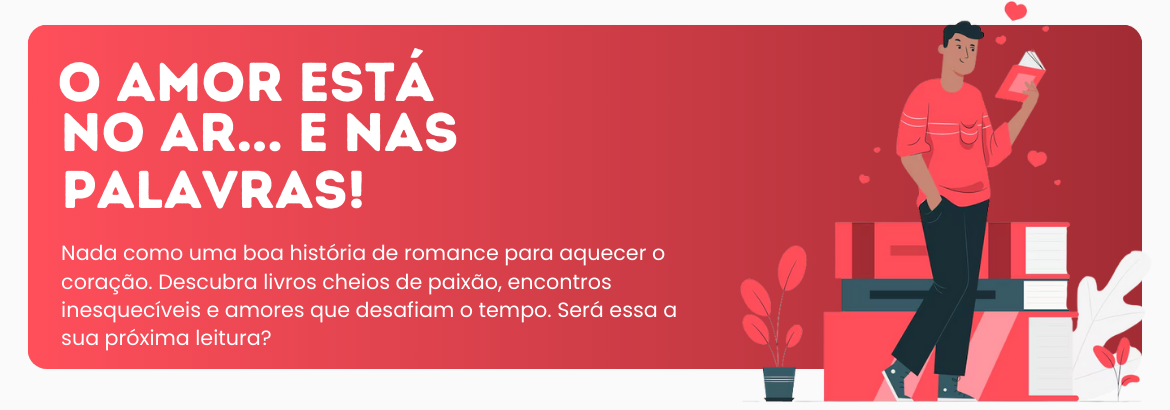 O AMOR ESTÁ
NO AR... E NAS
PALAVRAS!
Nada como uma boa história de romance para aquecer o
coração. Descubra livros cheios de paixão, encontros
inesquecíveis e amores que desafiam o tempo. Será essa a
sua próxima leitura?